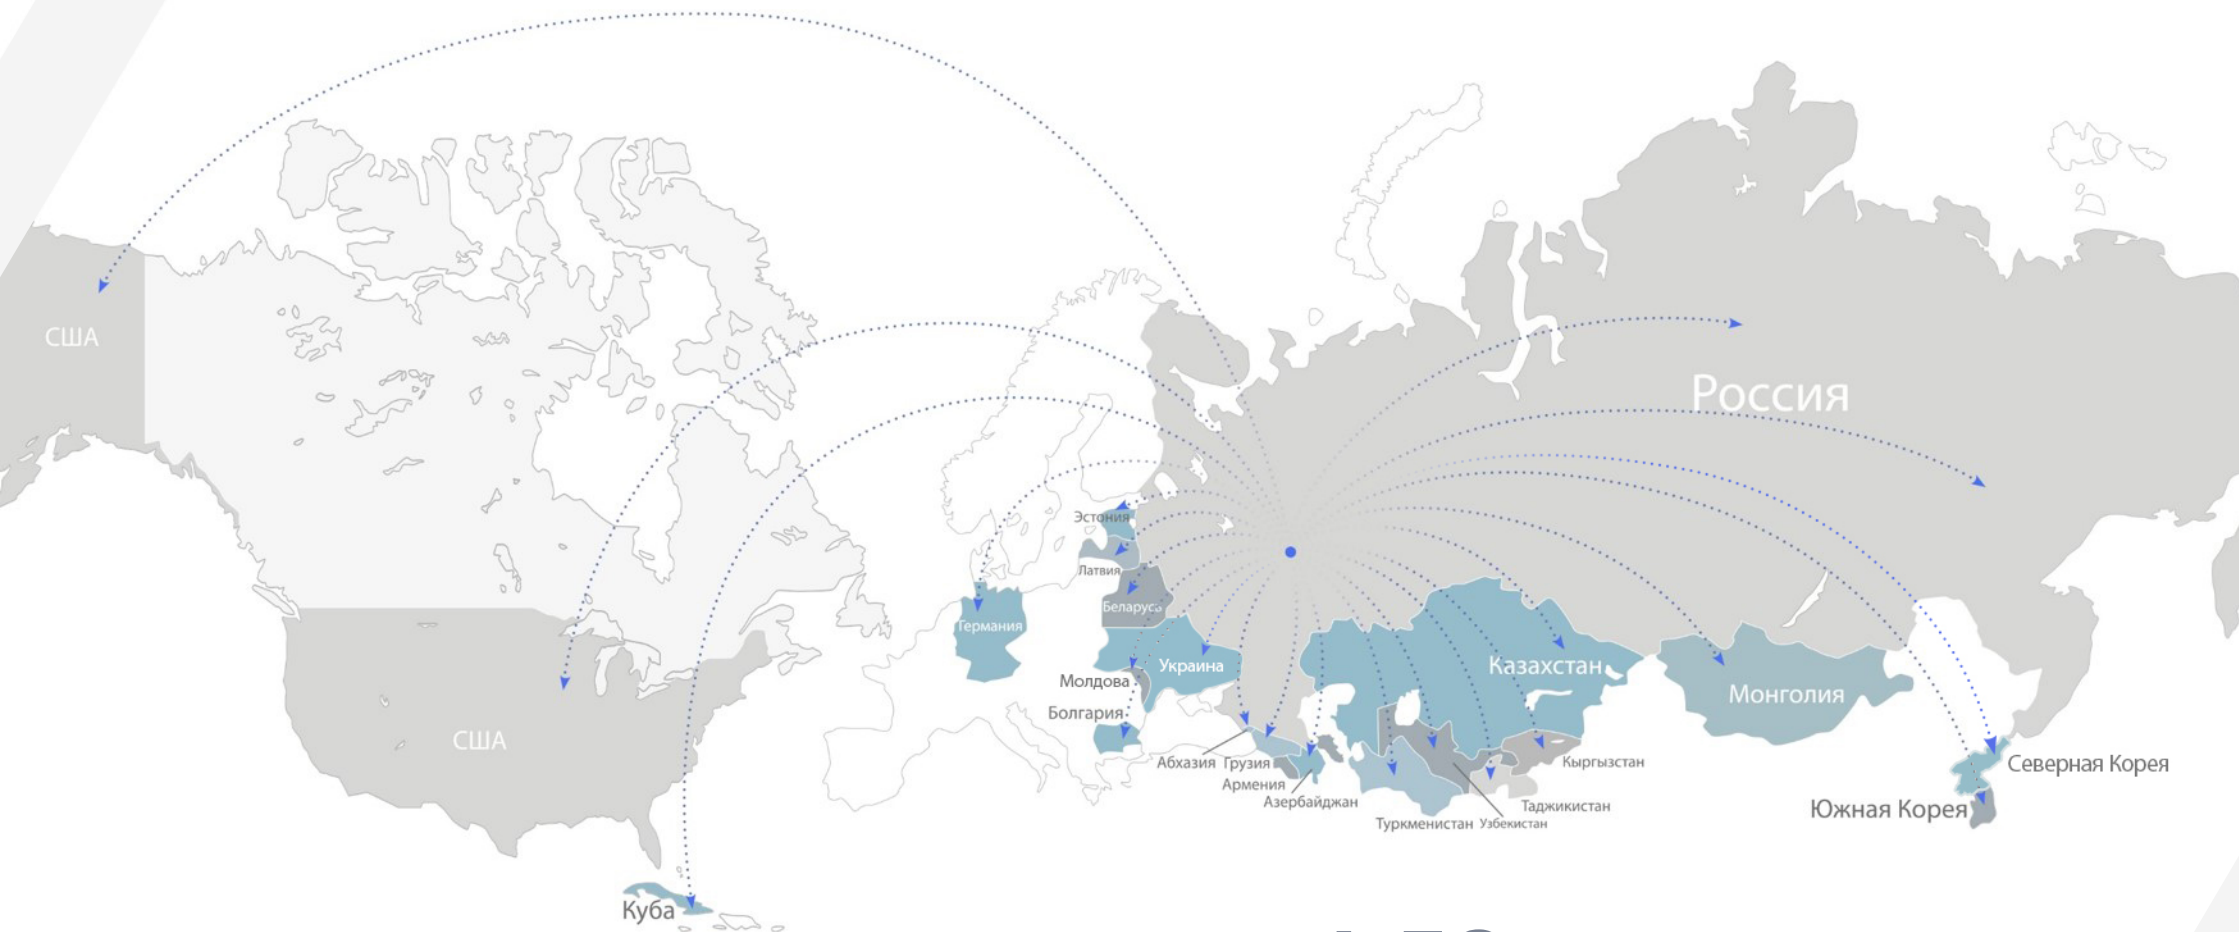 США
Россия
Эстония
Латвия
Беларусь
Германия
Украина
Казахстан
Молдова
Монголия
Болгария
США
Абхазия
Грузия
Кыргызстан
Северная Корея
Армения
Азербайджан
Таджикистан
Южная Корея
Туркменистан
Узбекистан
Куба